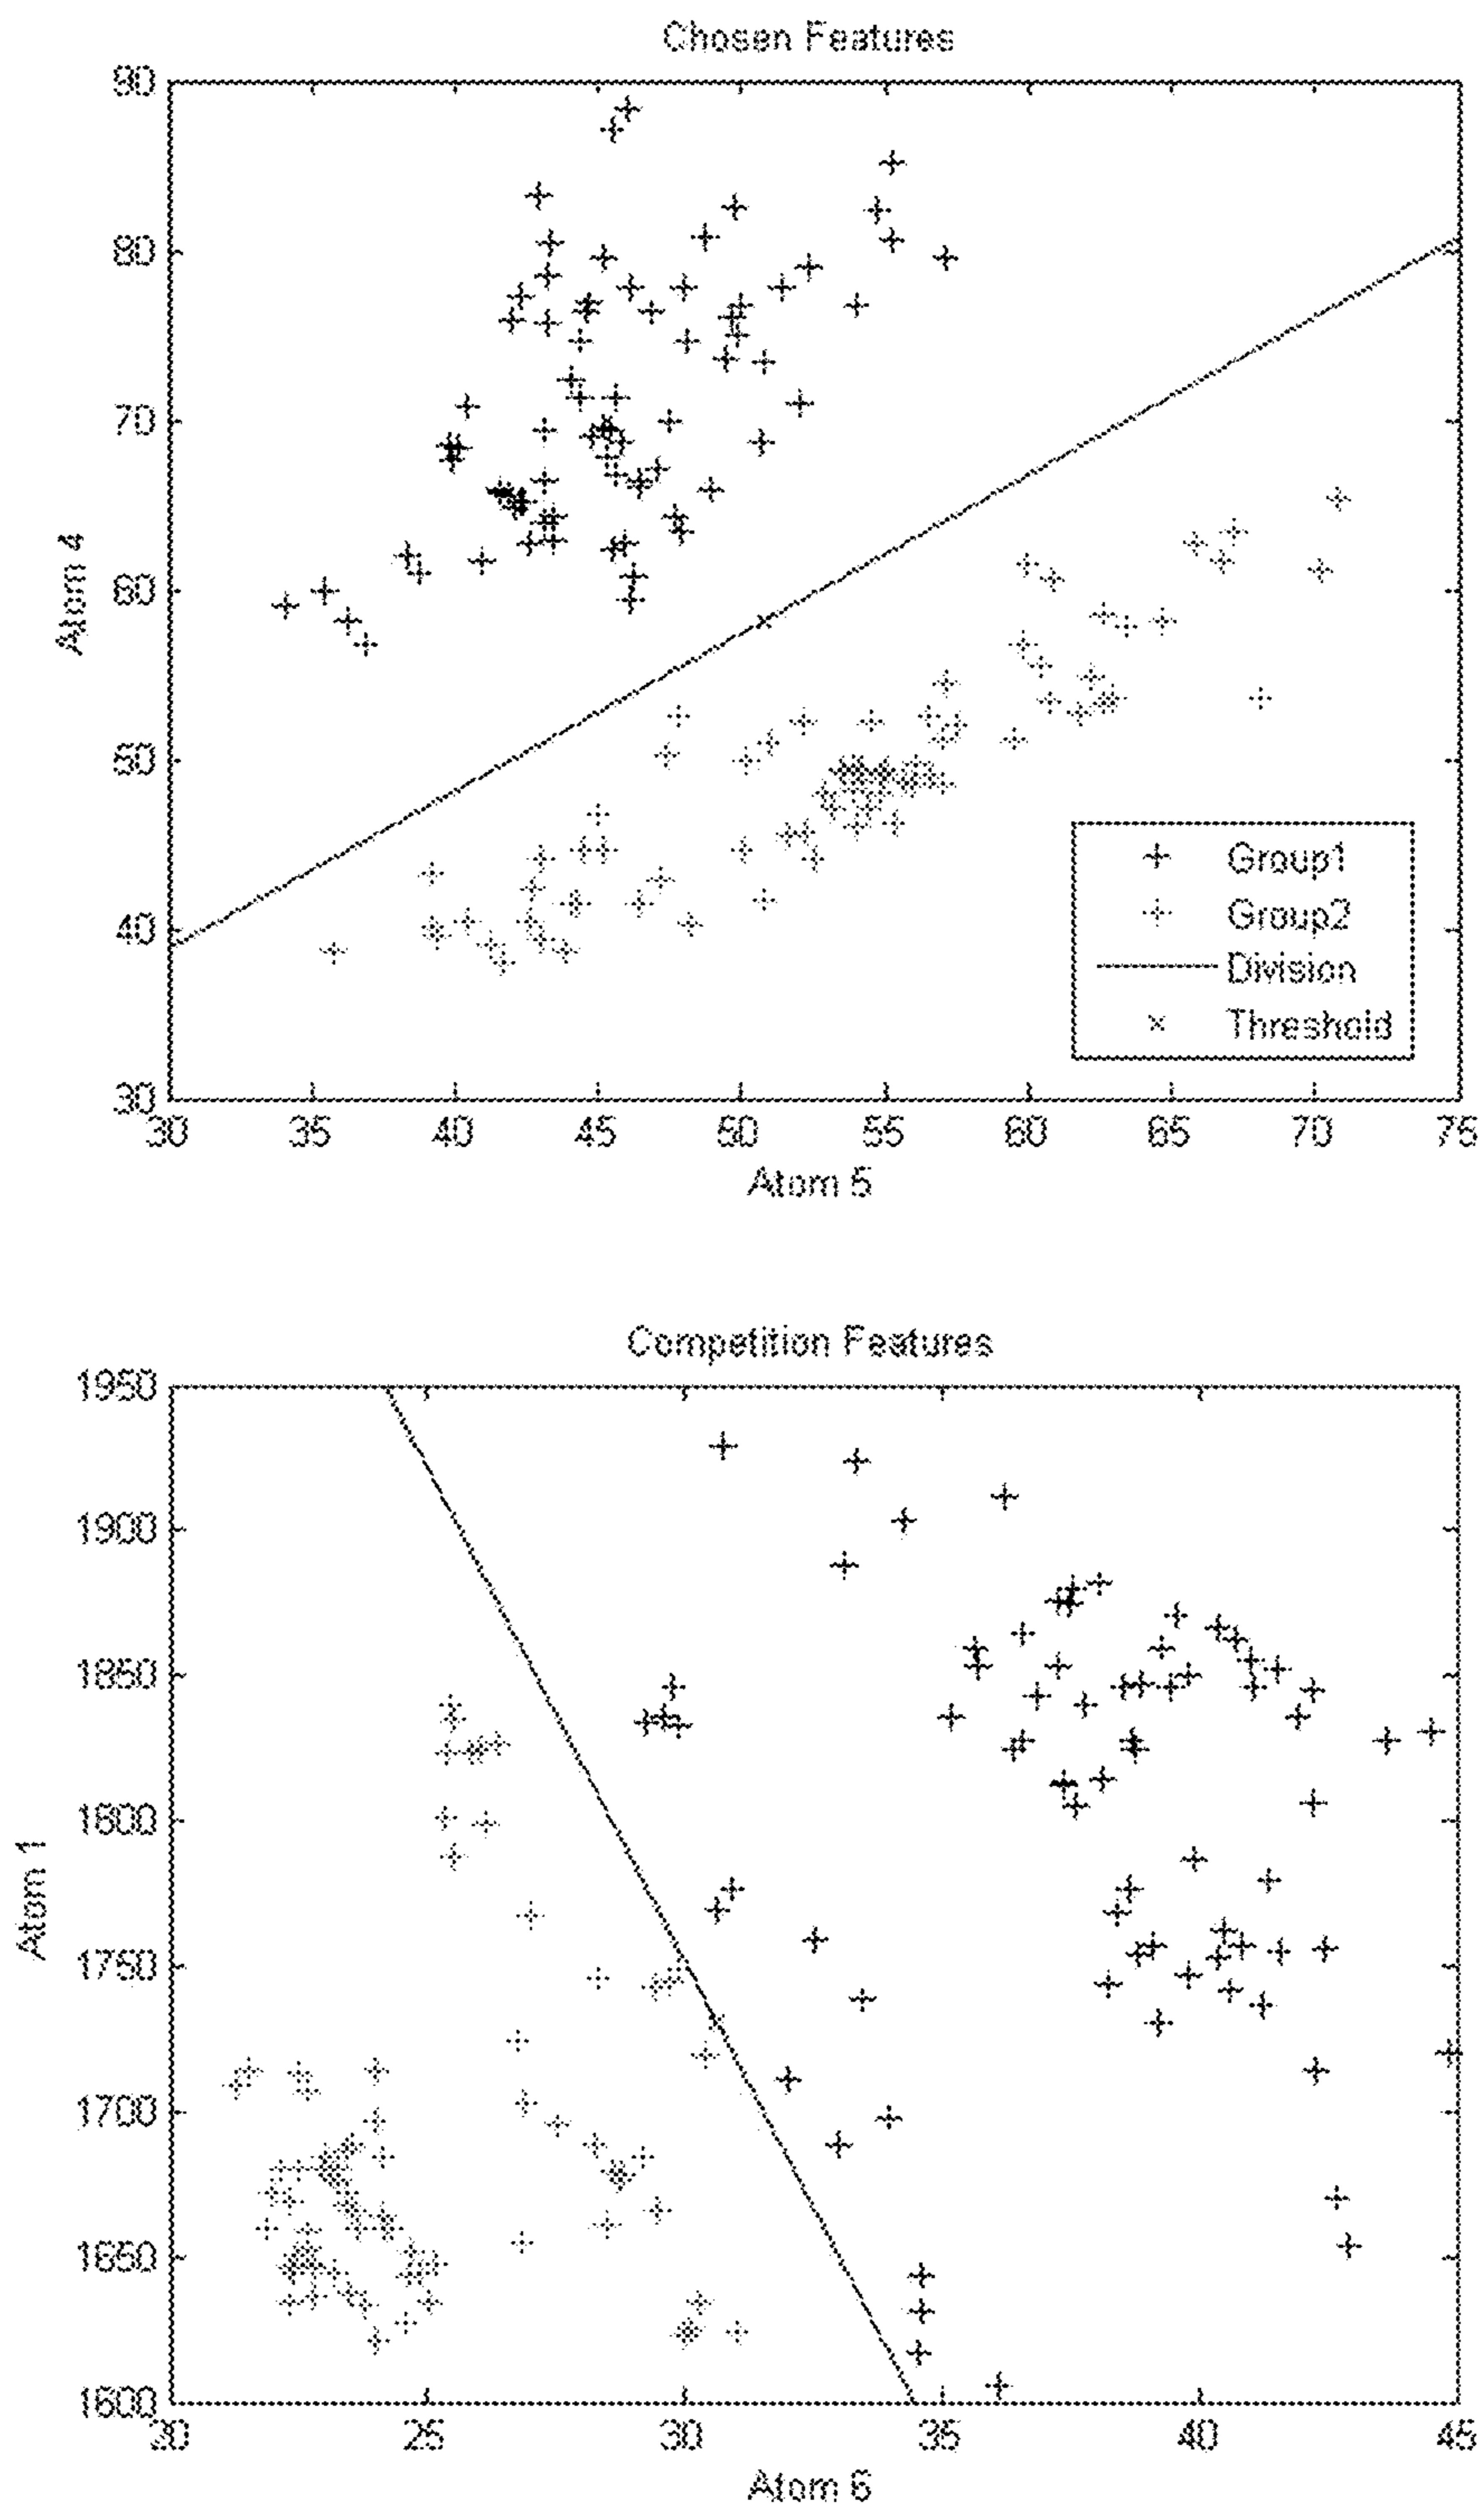 Chosen Features
90
80
70
60
50
40
30
Atom 4
30 35 40 45 50 55 60 65 70 75
Atom 5
Group1
Group2
Division
Threshold
Competition Features
1950
1900
1850
1800
1750
1700
1650
1600
Atom 1
20 25 30 35 40 45
Atom 6